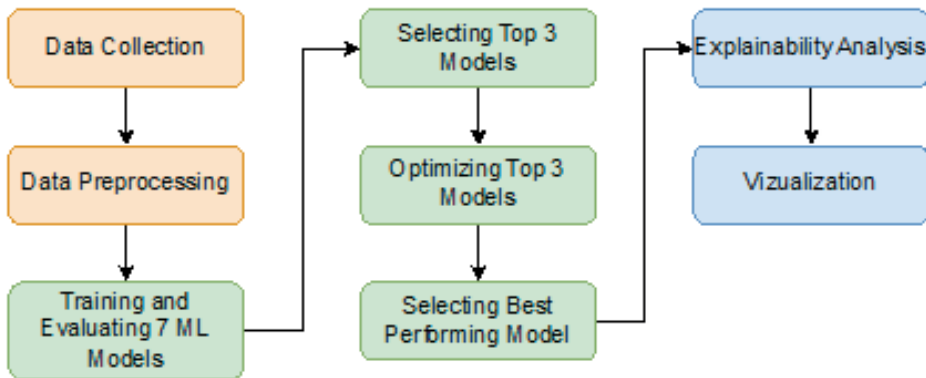 Data Collection
Data Preprocessing
Training and
Evaluating 7 ML
Models
Selecting Top 3
Models
Optimizing Top 3
Models
Selecting Best
Performing Model
Explainability Analysis
Vizualization